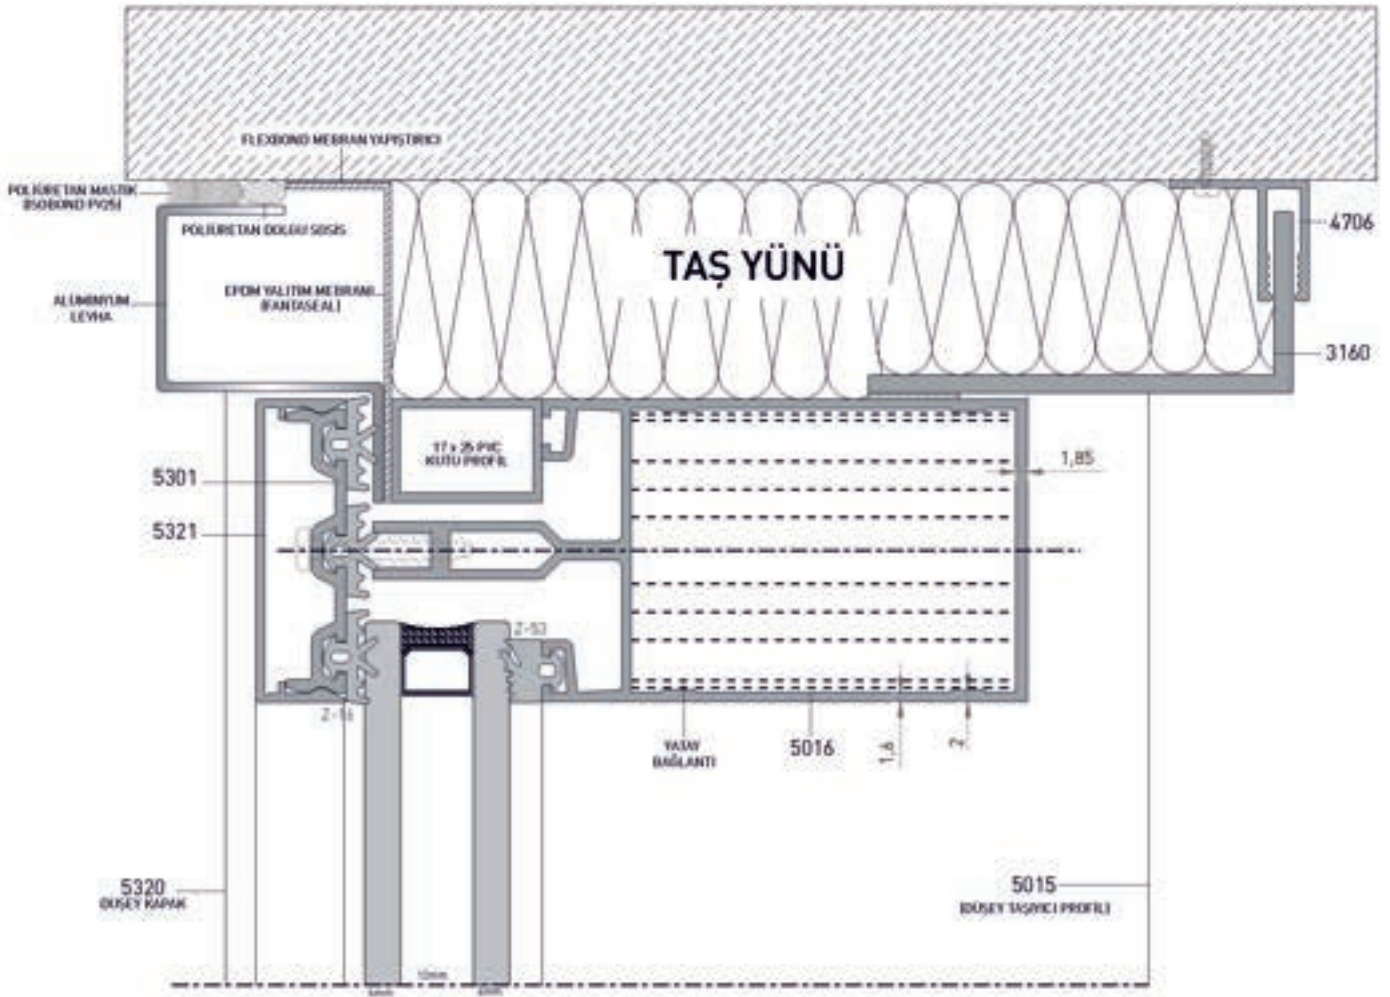 FLEXBOND MEBRAN YAPIŞTIRICI
POLİÜRETAN MASTİK
(ISOBOND PV25)
POLİÜRETAN DOLGU SOSİS
TAŞ YÜNÜ
4706
EPDM YALITIM MEBRANI
(FANTASEAL)
ALÜMİNYUM
LEVHA
3160
17 x 25 PVC
KUTU PROFİL
1,85
5301
5321
Z-53
Z-16
YATAY
BAĞLANTI
5016
1,6
2
5320
DÜŞEY KAPAK
5015
(DÜŞEY TAŞIYICI PROFİL)